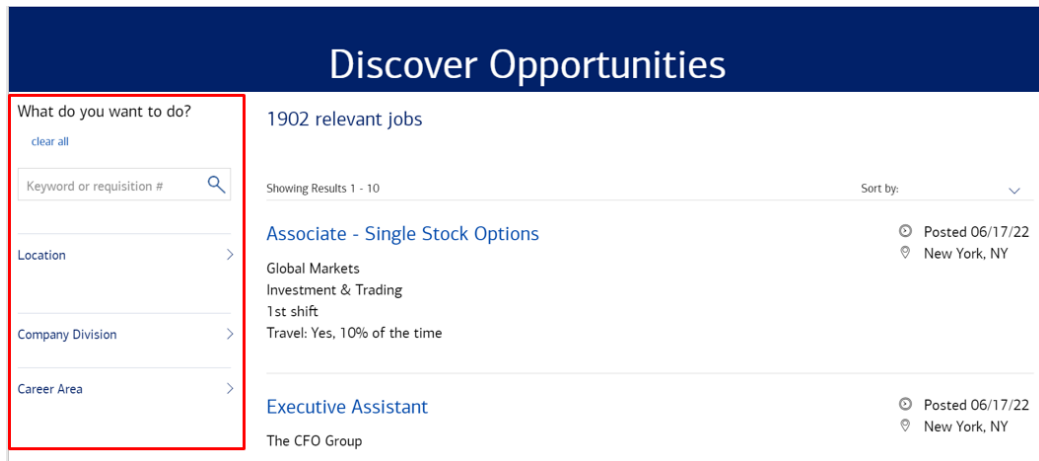 Discover Opportunities
What do you want to do?
clear all
Keyword or requisition #
Location
Company Division
Career Area
1902 relevant jobs
Showing Results 1 - 10
Sort by:
Associate - Single Stock Options
Posted 06/17/22
New York, NY
Global Markets
Investment & Trading
1st shift
Travel: Yes, 10% of the time
Executive Assistant
Posted 06/17/22
New York, NY
The CFO Group